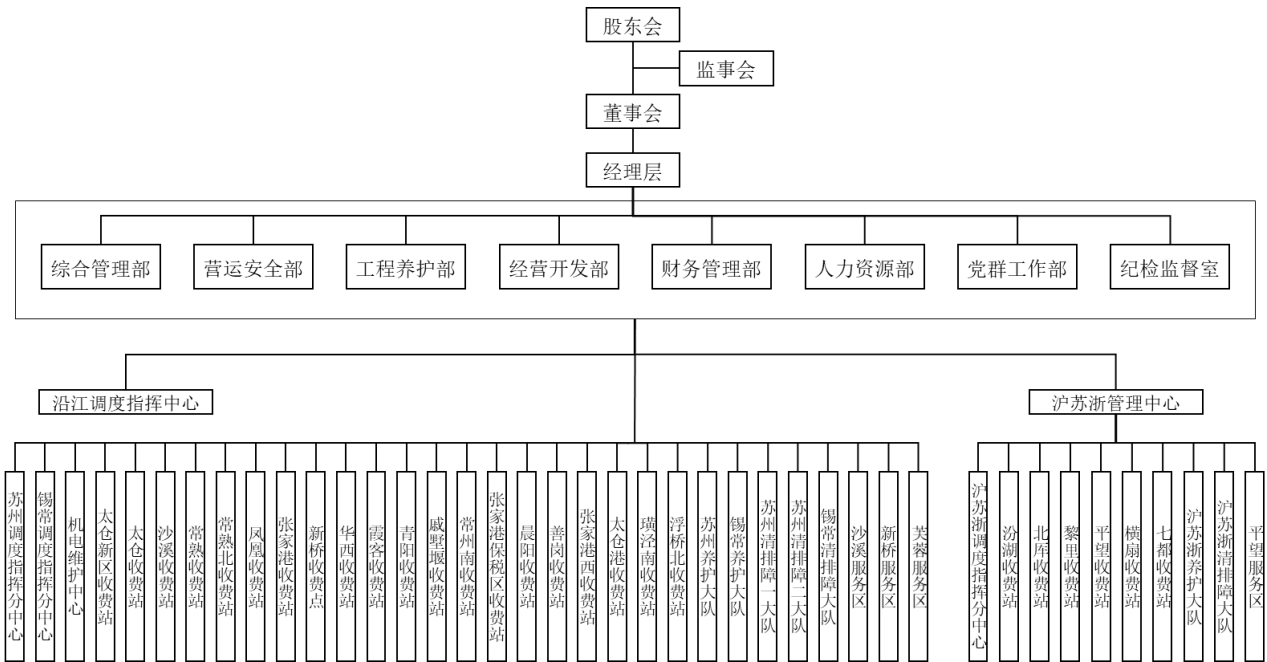 股东会
监事会
董事会
经理层
综合管理部
营运安全部
工程养护部
经营开发部
财务管理部
人力资源部
党群工作部
纪检监督室
沿江调度指挥中心
沪苏浙管理中心
苏州调度指挥分中心
锡常调度指挥分中心
机电维护中心
太仓新区收费站
太仓收费站
沙溪收费站
常熟收费站
常熟北收费站
凤凰收费站
张家港收费站
新桥收费点
华西收费站
霞客收费站
青阳收费站
戚墅堰收费站
常州南收费站
张家港保税区收费站
晨阳收费站
善岗收费站
张家港西收费站
太仓港收费站
璜泾南收费站
浮桥北收费站
苏州养护大队
锡常养护大队
苏州清排障一大队
苏州清排障二大队
锡常清排障大队
沙溪服务区
新桥服务区
芙蓉服务区
沪苏浙调度指挥分中心
汾湖收费站
北厍收费站
黎里收费站
平望收费站
横扇收费站
七都收费站
沪苏浙养护大队
沪苏浙清排障大队
平望服务区